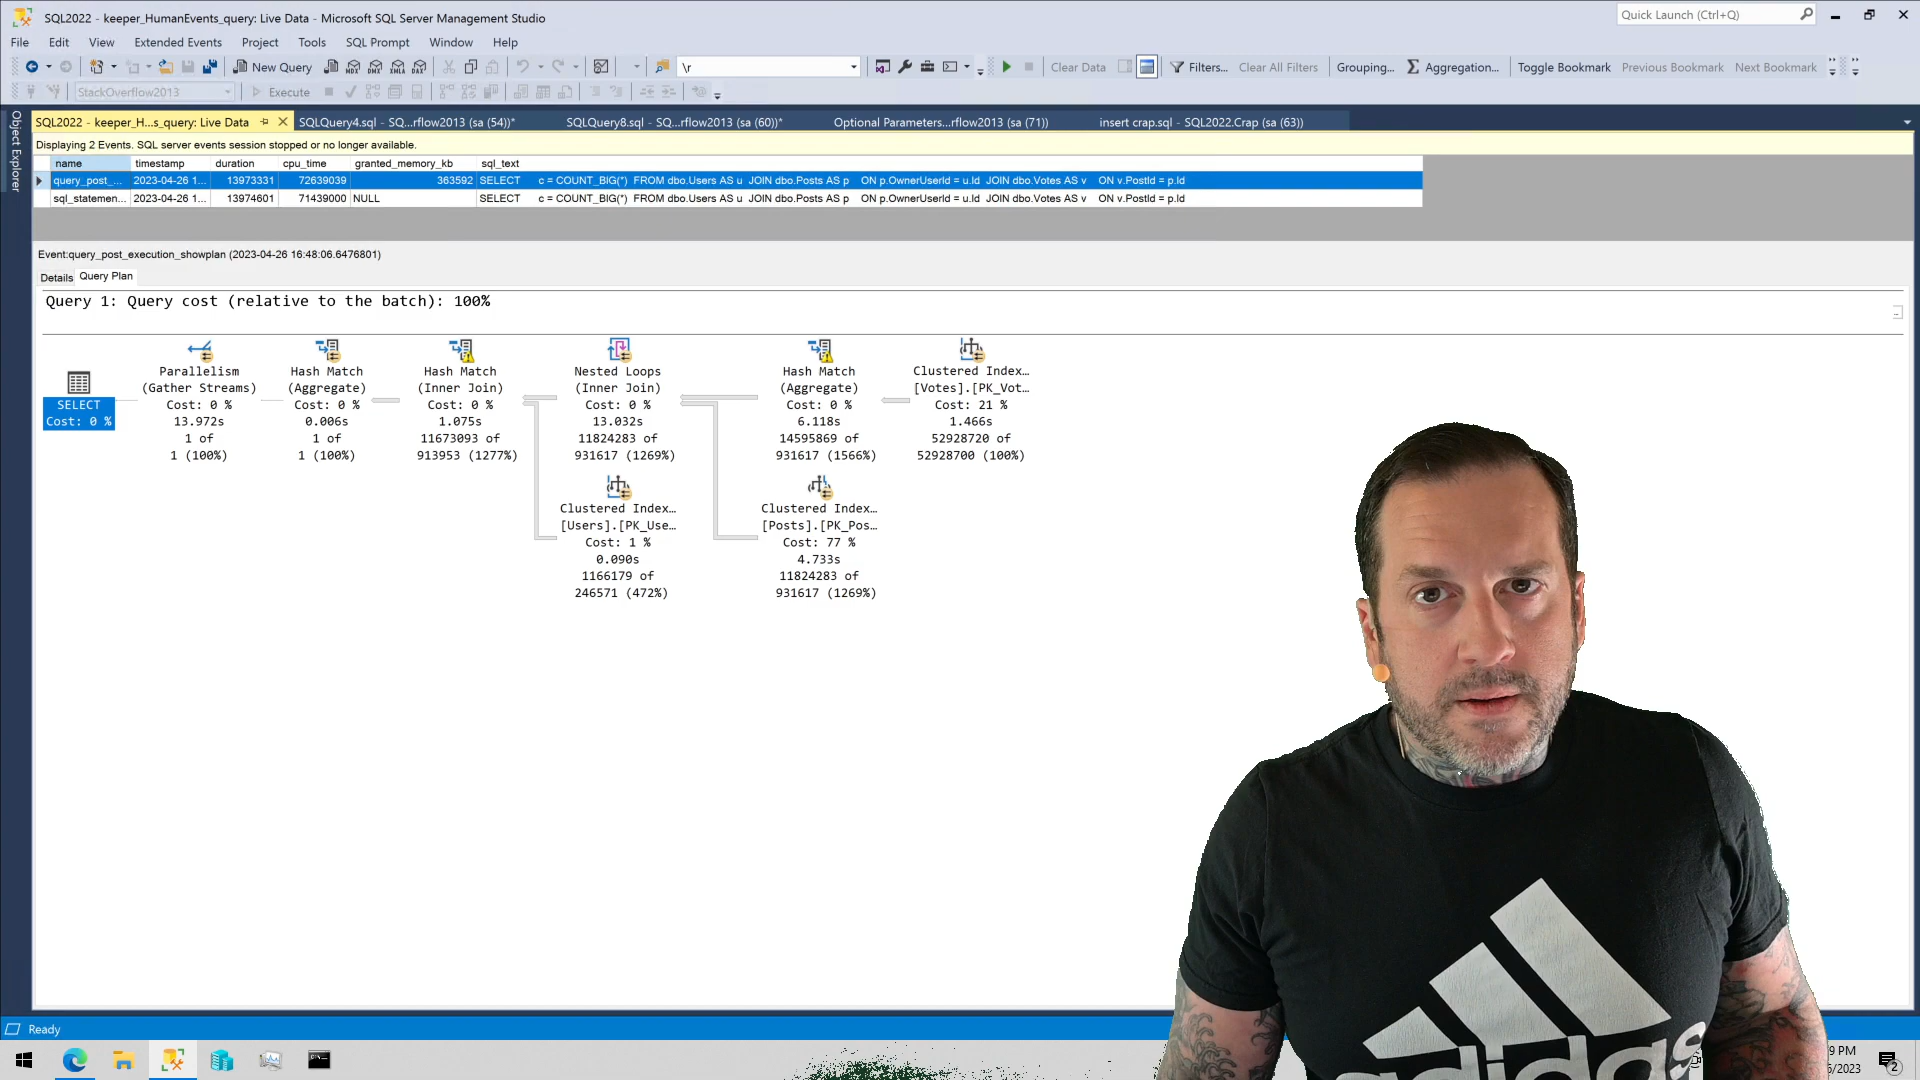 SQL2022 - keeper_HumanEvents_query: Live Data - Microsoft SQL Server Management Studio
Quick Launch (Ctrl+Q)
File Edit View Extended Events Project Tools SQL Prompt Window Help
New Query MDX DMX XMLA DAX \r Clear Data Filters... Clear All Filters Grouping... Aggregation... Toggle Bookmark Previous Bookmark Next Bookmark
StackOverflow2013 Execute
Object Explorer
SQL2022 - keeper_H...s_query: Live Data SQLQuery4.sql - SQ...rflow2013 (sa (54))* SQLQuery8.sql - SQ...rflow2013 (sa (60))* Optional Parameters...rflow2013 (sa (71)) insert crap.sql - SQL2022.Crap (sa (63))
Displaying 2 Events. SQL server events session stopped or no longer available.
name timestamp duration cpu_time granted_memory_kb sql_text
query_post_... 2023-04-26 1... 13973331 72639039 363592 SELECT c = COUNT_BIG(*) FROM dbo.Users AS u JOIN dbo.Posts AS p ON p.OwnerUserId = u.Id JOIN dbo.Votes AS v ON v.PostId = p.Id
sql_statemen... 2023-04-26 1... 13974601 71439000 NULL SELECT c = COUNT_BIG(*) FROM dbo.Users AS u JOIN dbo.Posts AS p ON p.OwnerUserId = u.Id JOIN dbo.Votes AS v ON v.PostId = p.Id
Event:query_post_execution_showplan (2023-04-26 16:48:06.6476801)
Details Query Plan
Query 1: Query cost (relative to the batch): 100%
SELECT
Cost: 0 %
Parallelism
(Gather Streams)
Cost: 0 %
13.972s
1 of
1 (100%)
Hash Match
(Aggregate)
Cost: 0 %
0.006s
1 of
1 (100%)
Hash Match
(Inner Join)
Cost: 0 %
1.075s
11673093 of
913953 (1277%)
Nested Loops
(Inner Join)
Cost: 0 %
13.032s
11824283 of
931617 (1269%)
Hash Match
(Aggregate)
Cost: 0 %
6.118s
14595869 of
931617 (1566%)
Clustered Index…
[Votes].[PK_Vot…
Cost: 21 %
1.466s
52928720 of
52928700 (100%)
Clustered Index…
[Users].[PK_Use…
Cost: 1 %
0.090s
1166179 of
246571 (472%)
Clustered Index…
[Posts].[PK_Pos…
Cost: 77 %
4.733s
11824283 of
931617 (1269%)
adidas
Ready
9 PM
6/2023
2